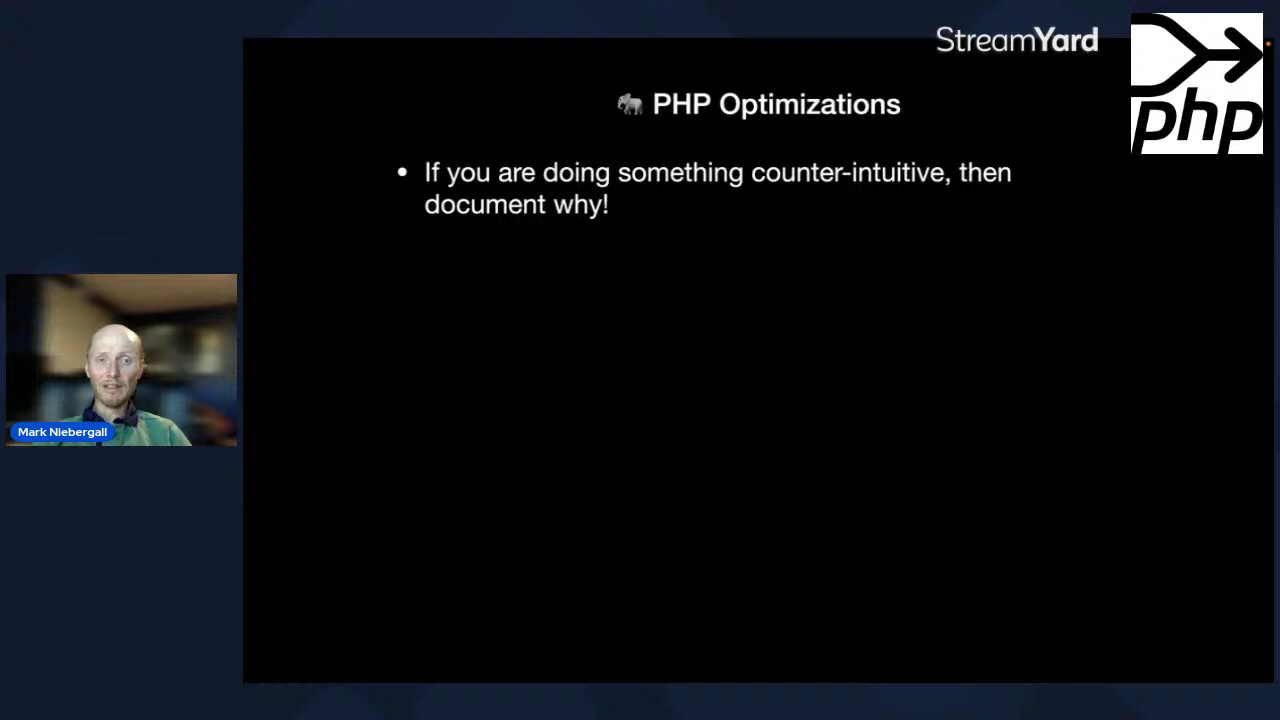 StreamYard
php
🐘 PHP Optimizations
• If you are doing something counter-intuitive, then
document why!
Mark Niebergall